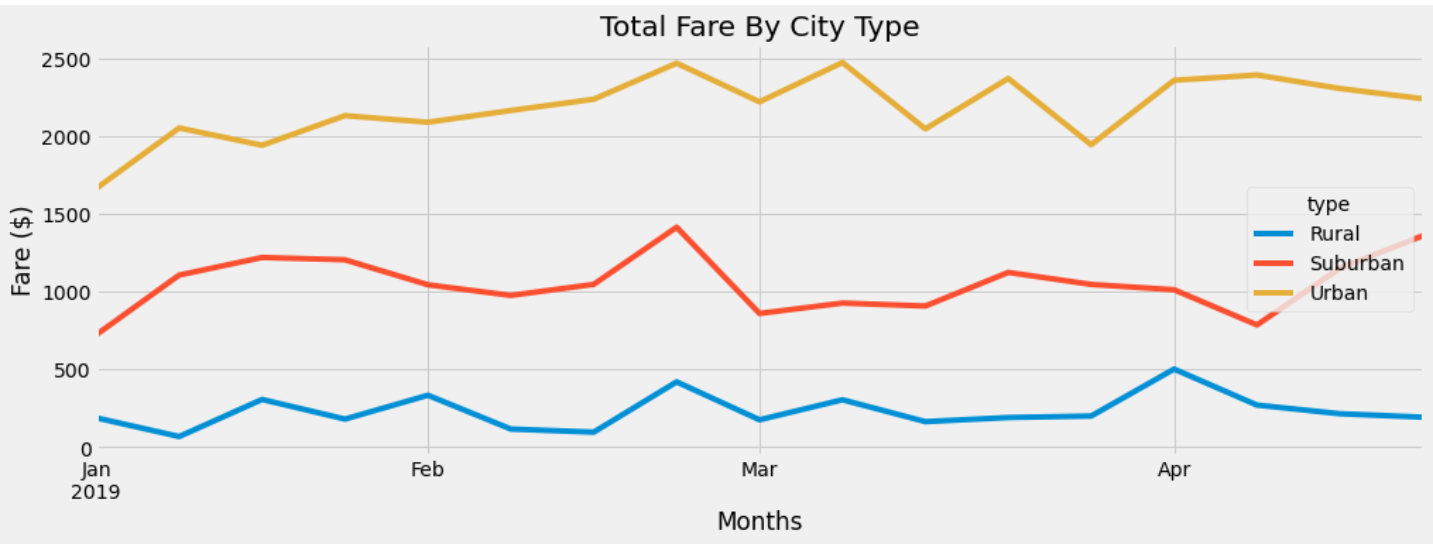 Total Fare By City Type
Fare ($)
2500
2000
1500
1000
500
0
type
Rural
Suburban
Urban
Jan Feb Mar Apr
2019
Months